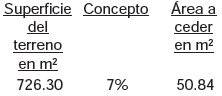 Superficie Concepto Área a
del ceder
terreno en m²
en m²
726.30 7% 50.84